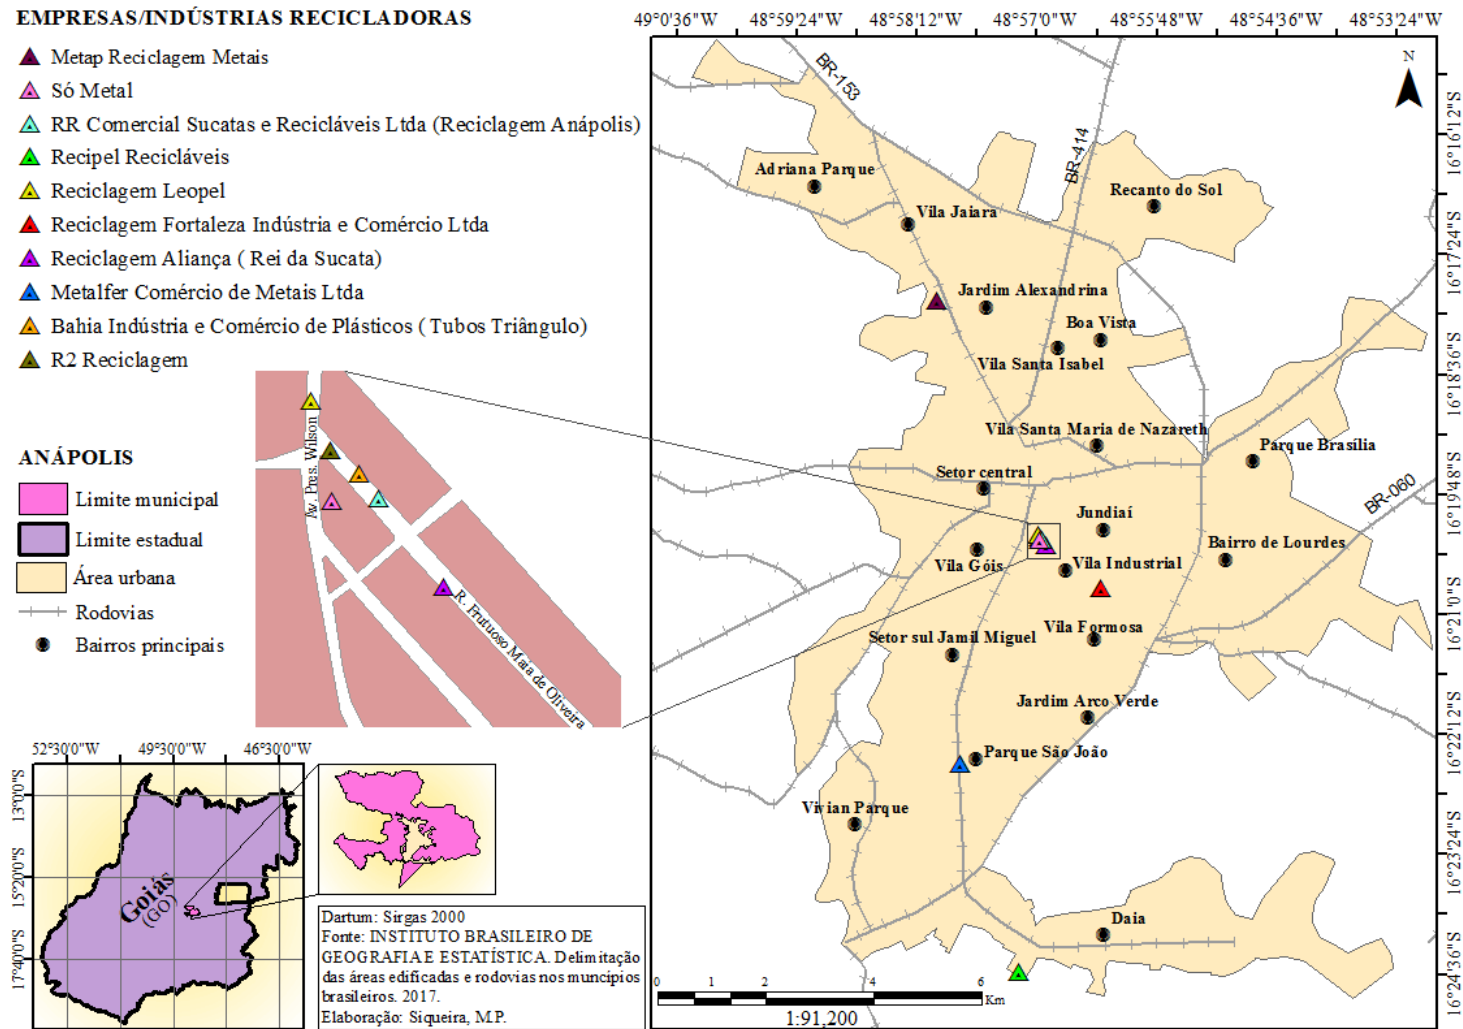 EMPRESAS/INDÚSTRIAS RECICLADORAS
Metap Reciclagem Metais
Só Metal
RR Comercial Sucatas e Recicláveis Ltda (Reciclagem Anápolis)
Recipel Recicláveis
Reciclagem Leopel
Reciclagem Fortaleza Indústria e Comércio Ltda
Reciclagem Aliança ( Rei da Sucata)
Metalfer Comércio de Metais Ltda
Bahia Indústria e Comércio de Plásticos ( Tubos Triângulo)
R2 Reciclagem
ANÁPOLIS
Limite municipal
Limite estadual
Área urbana
Rodovias
Bairros principais
Av. Pres. Wilson
R. Frutuoso Maia de Oliveira
52°30'0"W 49°30'0"W 46°30'0"W
13°0'0"S
15°20'0"S
17°40'0"S
Goiás
(GO)
Dartum: Sirgas 2000
Fonte: INSTITUTO BRASILEIRO DE
GEOGRAFIA E ESTATÍSTICA. Delimitação
das áreas edificadas e rodovias nos muncipios
brasileiros. 2017.
Elaboração: Siqueira, M.P.
49°0'36"W 48°59'24"W 48°58'12"W 48°57'0"W 48°55'48"W 48°54'36"W 48°53'24"W
N
BR-153
BR-414
Adriana Parque
Recanto do Sol
Vila Jaiara
Jardim Alexandrina
Boa Vista
Vila Santa Isabel
Vila Santa Maria de Nazareth
Parque Brasília
Setor central
BR-060
Jundiaí
Bairro de Lourdes
Vila Góis
Vila Industrial
Vila Formosa
Setor sul Jamil Miguel
Jardim Arco Verde
Parque São João
Vivian Parque
Daia
16°16'12"S
16°17'24"S
16°18'36"S
16°19'48"S
16°21'0"S
16°22'12"S
16°23'24"S
16°24'36"S
0 1 2 4 6
Km
1:91,200